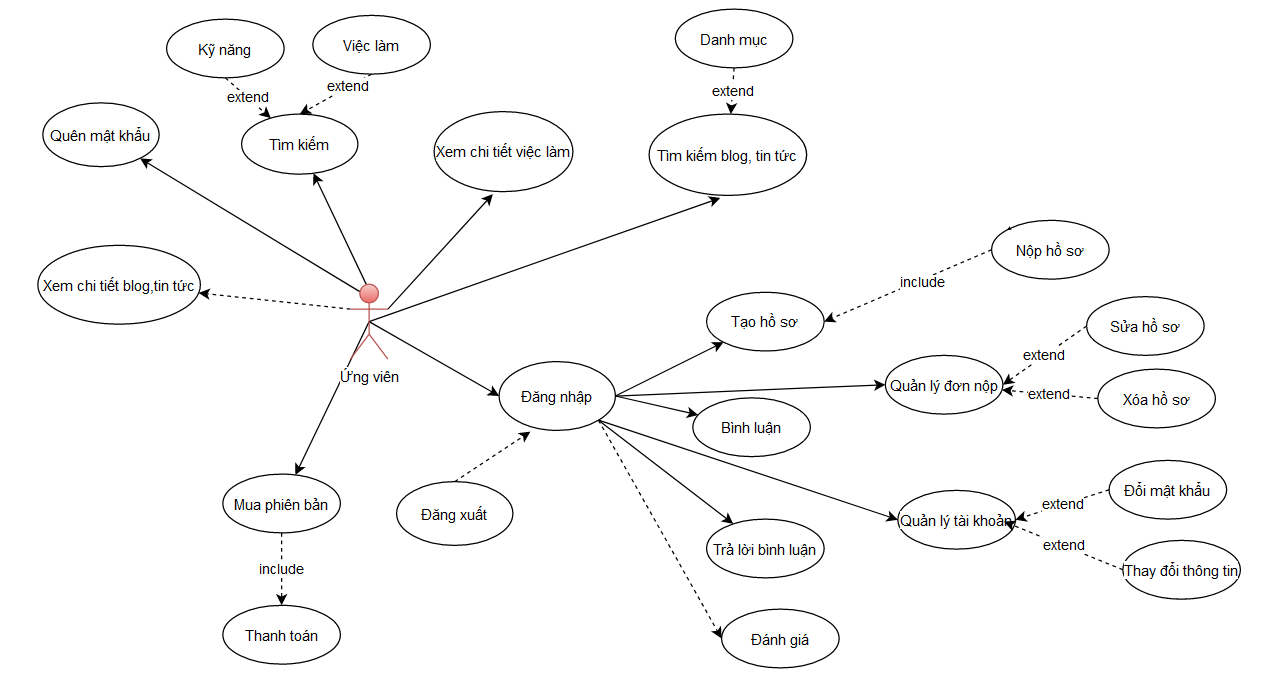 Kỹ năng
Việc làm
Danh mục
extend
extend
extend
Quên mật khẩu
Tìm kiếm
Xem chi tiết việc làm
Tìm kiếm blog, tin tức
Nộp hồ sơ
include
Xem chi tiết blog,tin tức
Tạo hồ sơ
Sửa hồ sơ
extend
Ứng viên
Đăng nhập
Quản lý đơn nộp
extend
Xóa hồ sơ
Bình luận
Mua phiên bản
Đăng xuất
Quản lý tài khoản
extend
Đổi mật khẩu
extend
Trả lời bình luận
Thay đổi thông tin
include
Thanh toán
Đánh giá